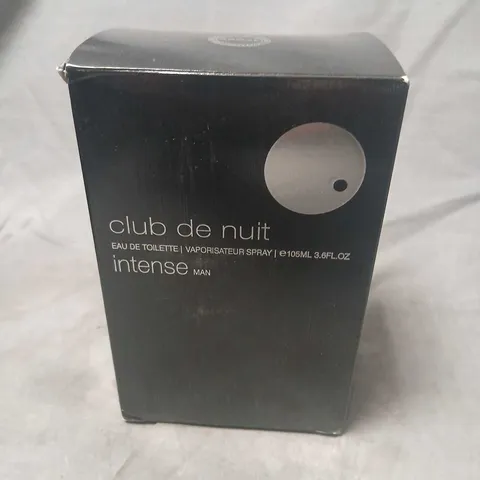 club de nuit
EAU DE TOILETTE | VAPORISATEUR SPRAY | ℮105ML 3.6FL.OZ
intense MAN